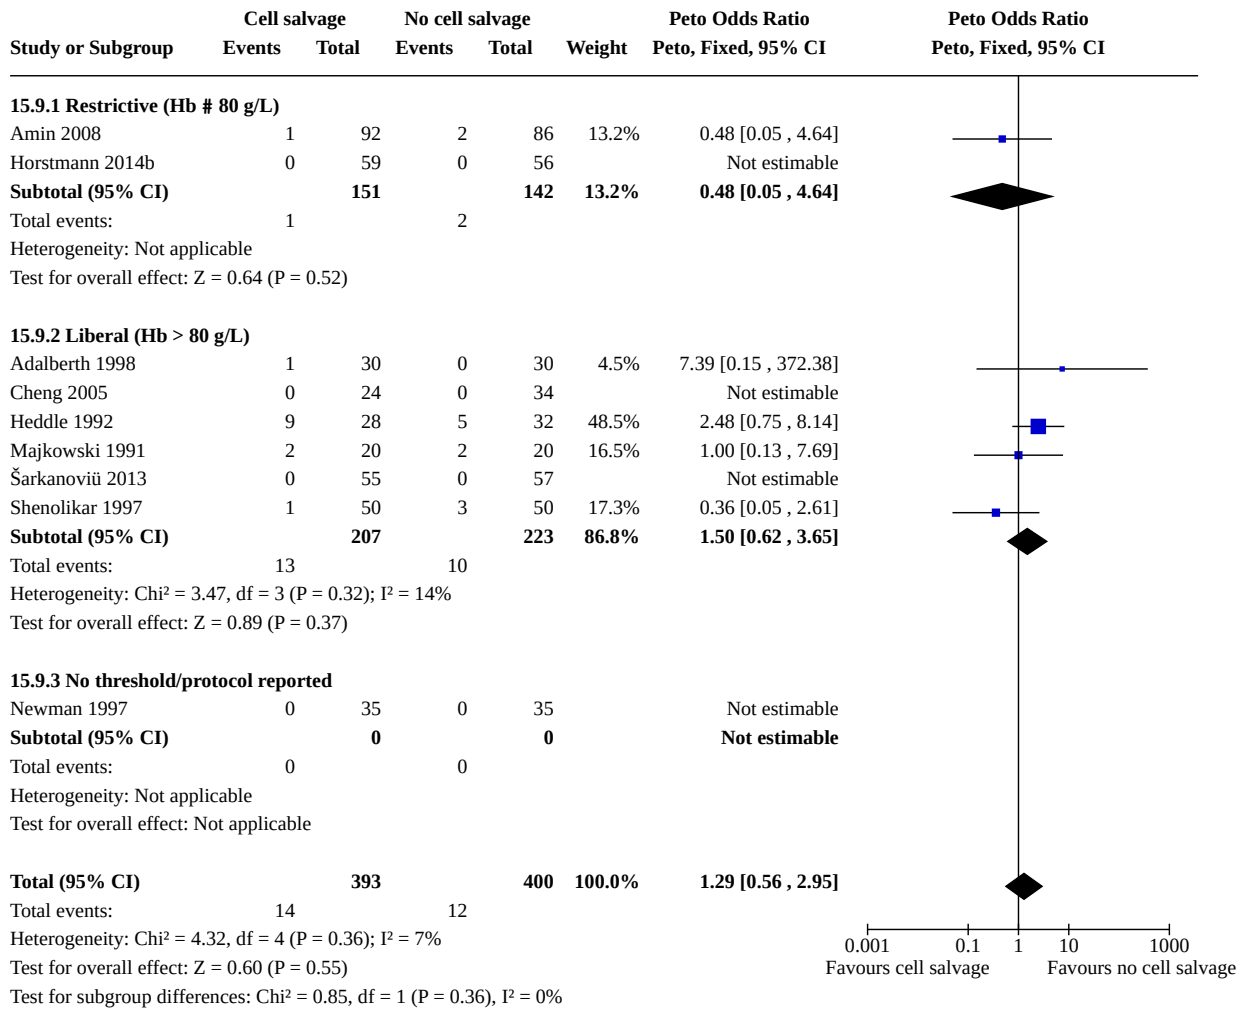 Cell salvage No cell salvage Peto Odds Ratio Peto Odds Ratio
Study or Subgroup Events Total Events Total Weight Peto, Fixed, 95% CI Peto, Fixed, 95% CI
15.9.1 Restrictive (Hb # 80 g/L)
Amin 2008 1 92 2 86 13.2% 0.48 [0.05 , 4.64]
Horstmann 2014b 0 59 0 56 Not estimable
Subtotal (95% CI) 151 142 13.2% 0.48 [0.05 , 4.64]
Total events: 1 2
Heterogeneity: Not applicable
Test for overall effect: Z = 0.64 (P = 0.52)
15.9.2 Liberal (Hb > 80 g/L)
Adalberth 1998 1 30 0 30 4.5% 7.39 [0.15 , 372.38]
Cheng 2005 0 24 0 34 Not estimable
Heddle 1992 9 28 5 32 48.5% 2.48 [0.75 , 8.14]
Majkowski 1991 2 20 2 20 16.5% 1.00 [0.13 , 7.69]
Šarkanoviü 2013 0 55 0 57 Not estimable
Shenolikar 1997 1 50 3 50 17.3% 0.36 [0.05 , 2.61]
Subtotal (95% CI) 207 223 86.8% 1.50 [0.62 , 3.65]
Total events: 13 10
Heterogeneity: Chi² = 3.47, df = 3 (P = 0.32); I² = 14%
Test for overall effect: Z = 0.89 (P = 0.37)
15.9.3 No threshold/protocol reported
Newman 1997 0 35 0 35 Not estimable
Subtotal (95% CI) 0 0 Not estimable
Total events: 0 0
Heterogeneity: Not applicable
Test for overall effect: Not applicable
Total (95% CI) 393 400 100.0% 1.29 [0.56 , 2.95]
Total events: 14 12
Heterogeneity: Chi² = 4.32, df = 4 (P = 0.36); I² = 7%
0.001 0.1 1 10 1000
Test for overall effect: Z = 0.60 (P = 0.55)
Favours cell salvage Favours no cell salvage
Test for subgroup differences: Chi² = 0.85, df = 1 (P = 0.36), I² = 0%